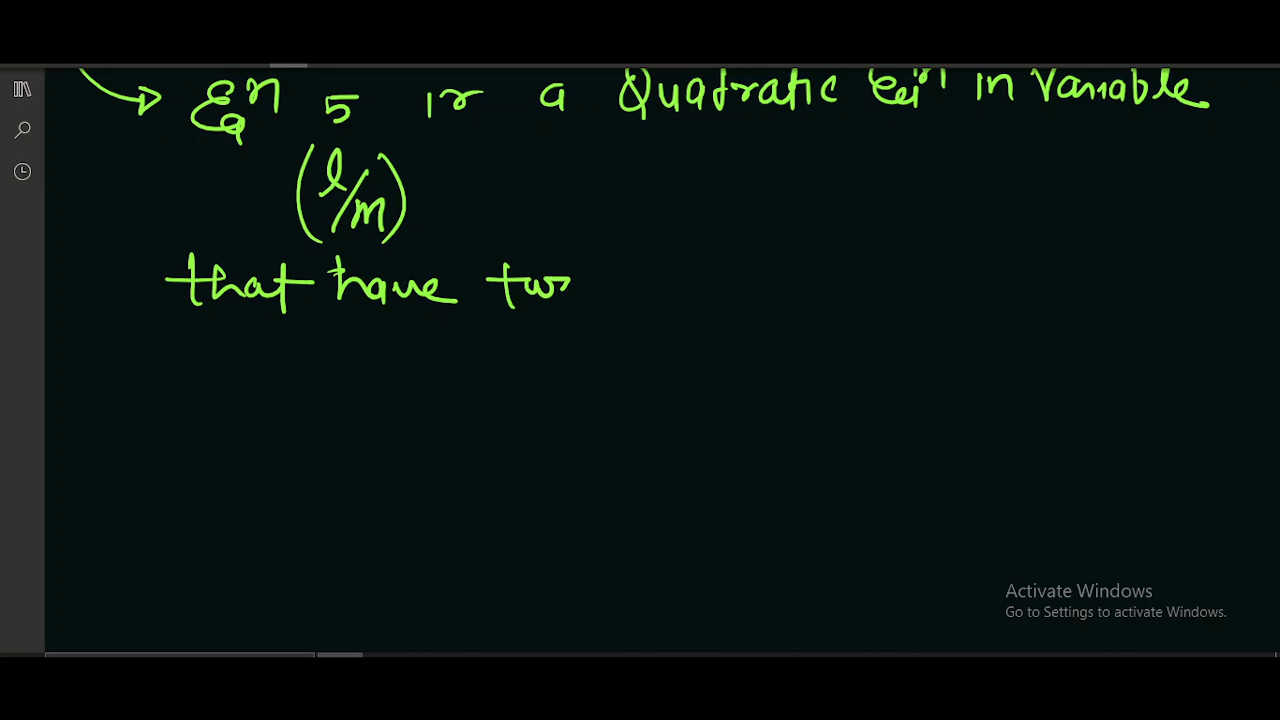 → Eqn 5 is a Quadratic Eqn in Variable
(l/m)
that have two
Activate Windows
Go to Settings to activate Windows.